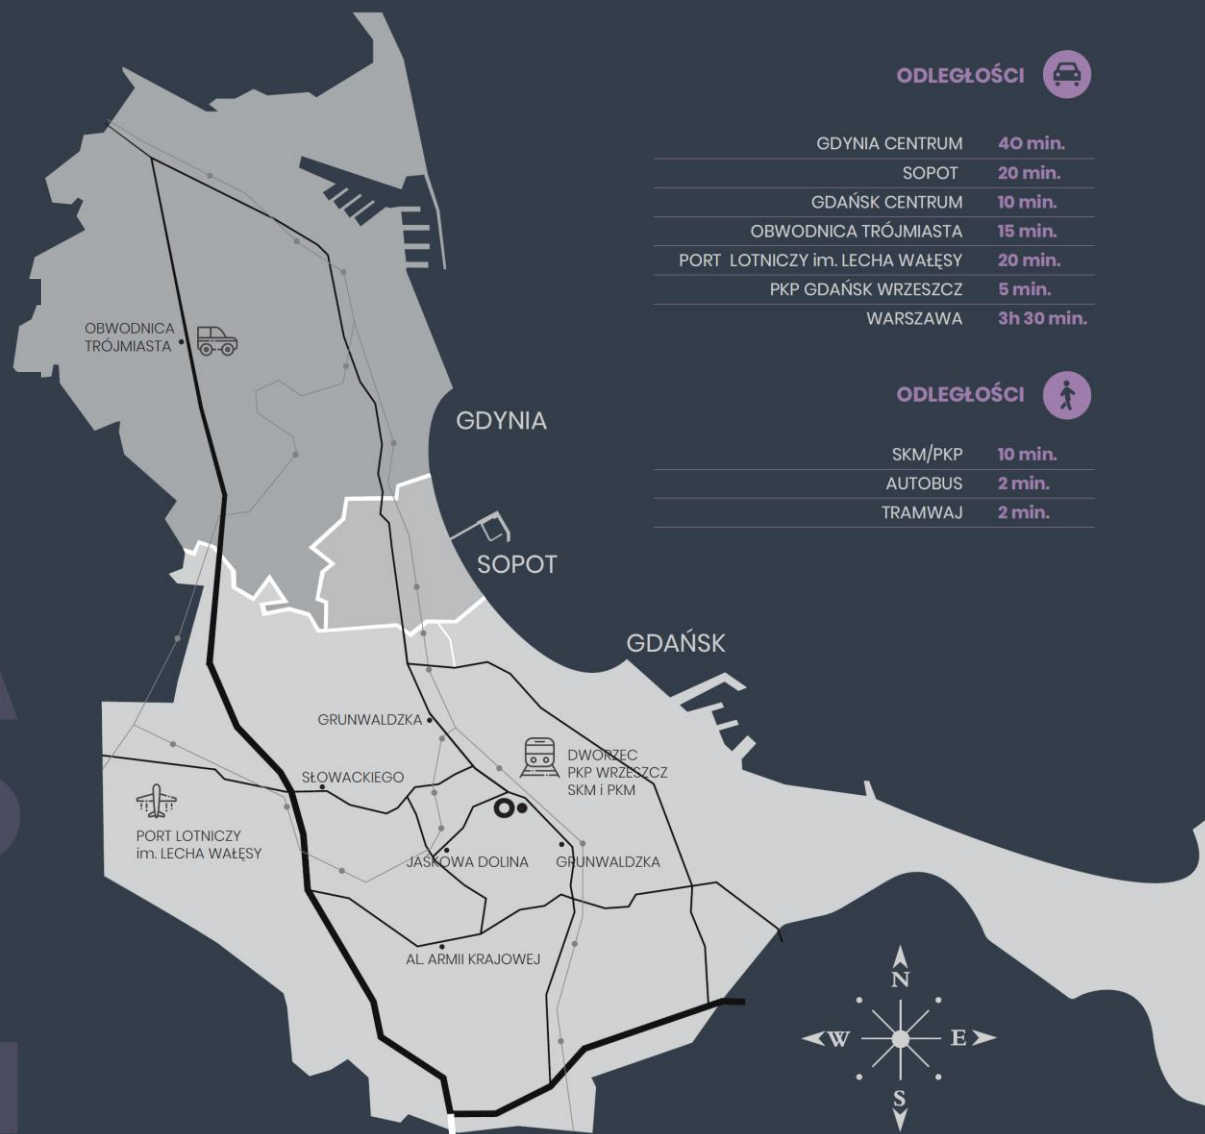 ODLEGŁOŚCI
GDYNIA CENTRUM 40 min.
SOPOT 20 min.
GDAŃSK CENTRUM 10 min.
OBWODNICA TRÓJMIASTA 15 min.
PORT LOTNICZY im. LECHA WAŁĘSY 20 min.
PKP GDAŃSK WRZESZCZ 5 min.
WARSZAWA 3h 30 min.
ODLEGŁOŚCI
SKM/PKP 10 min.
AUTOBUS 2 min.
TRAMWAJ 2 min.
OBWODNICA
TRÓJMIASTA
GDYNIA
SOPOT
GDAŃSK
GRUNWALDZKA
DWORZEC
PKP WRZESZCZ
SKM i PKM
SŁOWACKIEGO
PORT LOTNICZY
im. LECHA WAŁĘSY
JAŚKOWA DOLINA
GRUNWALDZKA
AL. ARMII KRAJOWEJ
N
W E
S